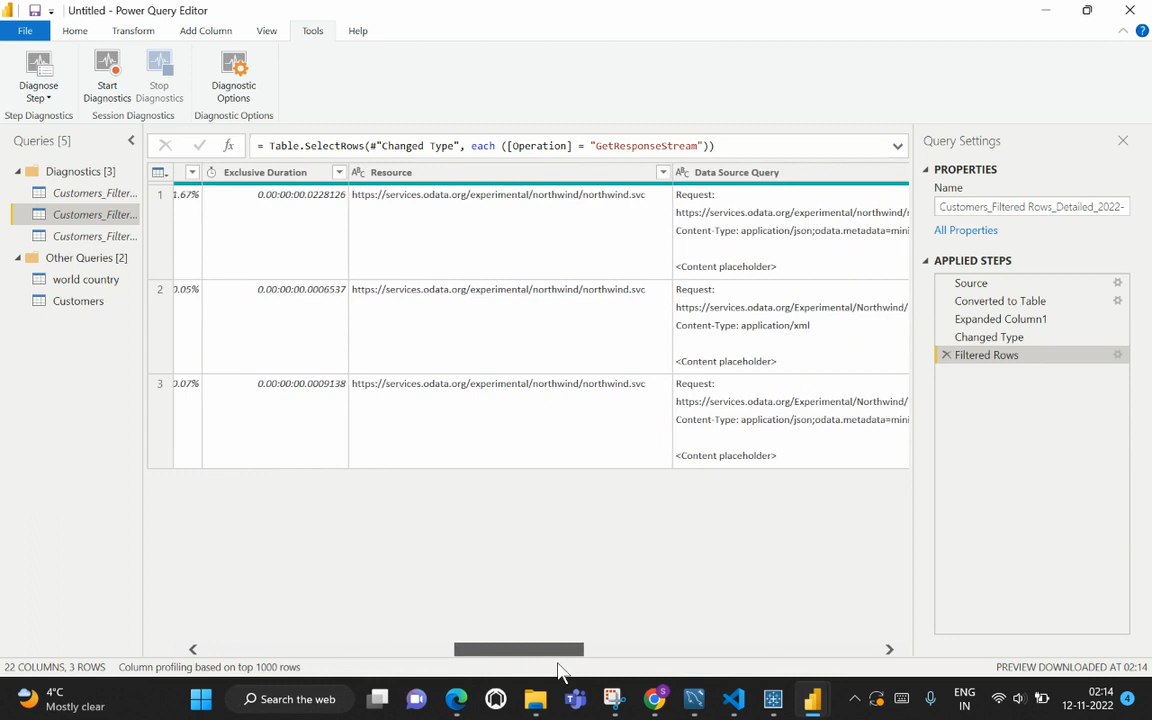 Untitled - Power Query Editor
File Home Transform Add Column View Tools Help
Diagnose Step
Start Diagnostics
Stop Diagnostics
Diagnostic Options
Step Diagnostics Session Diagnostics Diagnostic Options
Queries [5]
= Table.SelectRows(#"Changed Type", each ([Operation] = "GetResponseStream"))
Diagnostics [3]
Customers_Filter...
Customers_Filter...
Customers_Filter...
Other Queries [2]
world country
Customers
Exclusive Duration Resource Data Source Query
1 1.67% 0.00:00:00.0228126 https://services.odata.org/experimental/northwind/northwind.svc Request:
https://services.odata.org/experimental/northwind/
Content-Type: application/json;odata.metadata=mini
<Content placeholder>
2 0.05% 0.00:00:00.0006537 https://services.odata.org/experimental/northwind/northwind.svc Request:
https://services.odata.org/Experimental/Northwind/
Content-Type: application/xml
<Content placeholder>
3 0.07% 0.00:00:00.0009138 https://services.odata.org/experimental/northwind/northwind.svc Request:
https://services.odata.org/Experimental/Northwind/
Content-Type: application/json;odata.metadata=mini
<Content placeholder>
Query Settings
PROPERTIES
Name
Customers_Filtered Rows_Detailed_2022-
All Properties
APPLIED STEPS
Source
Converted to Table
Expanded Column1
Changed Type
Filtered Rows
22 COLUMNS, 3 ROWS Column profiling based on top 1000 rows PREVIEW DOWNLOADED AT 02:14
4°C
Mostly clear
Search the web
ENG
IN
02:14
12-11-2022
4